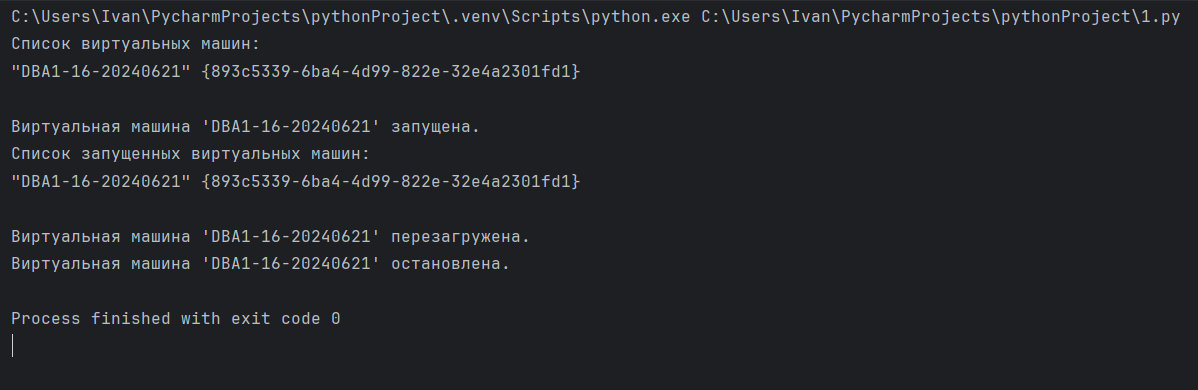 C:\Users\Ivan\PycharmProjects\pythonProject\.venv\Scripts\python.exe C:\Users\Ivan\PycharmProjects\pythonProject\1.py
Список виртуальных машин:
"DBA1-16-20240621" {893c5339-6ba4-4d99-822e-32e4a2301fd1}
Виртуальная машина 'DBA1-16-20240621' запущена.
Список запущенных виртуальных машин:
"DBA1-16-20240621" {893c5339-6ba4-4d99-822e-32e4a2301fd1}
Виртуальная машина 'DBA1-16-20240621' перезагружена.
Виртуальная машина 'DBA1-16-20240621' остановлена.
Process finished with exit code 0